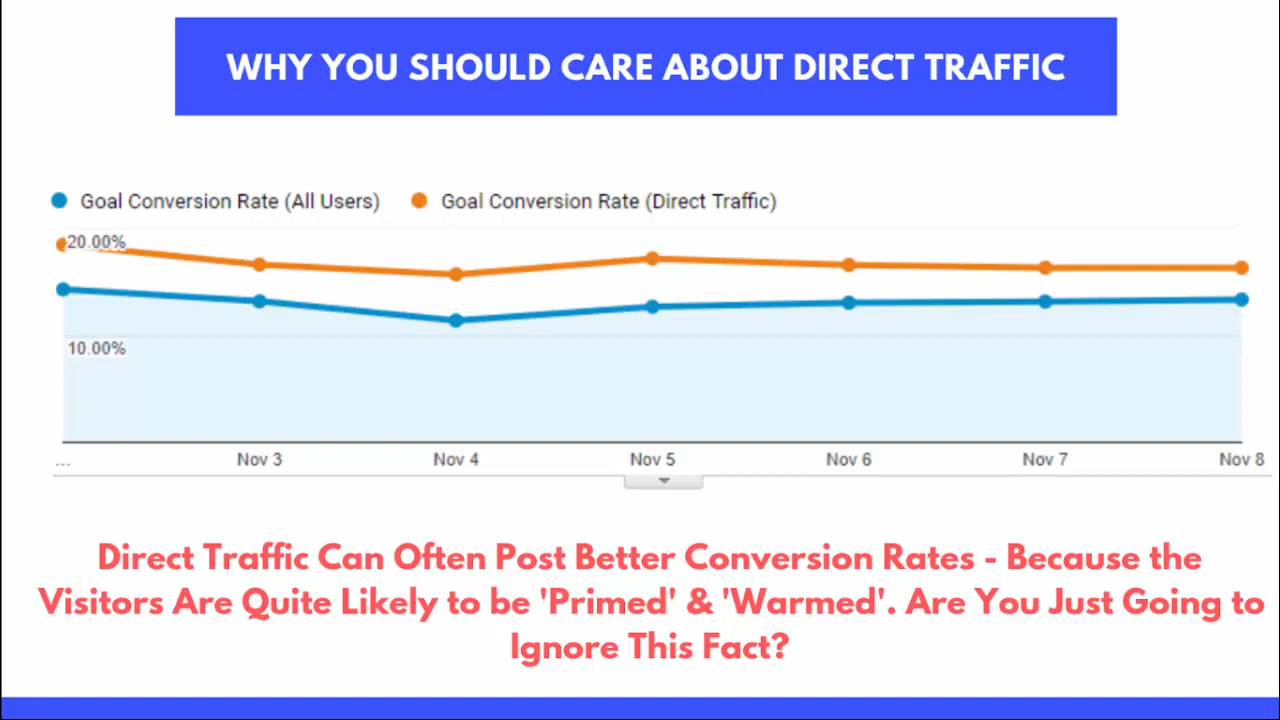 WHY YOU SHOULD CARE ABOUT DIRECT TRAFFIC
Goal Conversion Rate (All Users) Goal Conversion Rate (Direct Traffic)
20.00%
10.00%
... Nov 3 Nov 4 Nov 5 Nov 6 Nov 7 Nov 8
Direct Traffic Can Often Post Better Conversion Rates - Because the
Visitors Are Quite Likely to be 'Primed' & 'Warmed'. Are You Just Going to
Ignore This Fact?